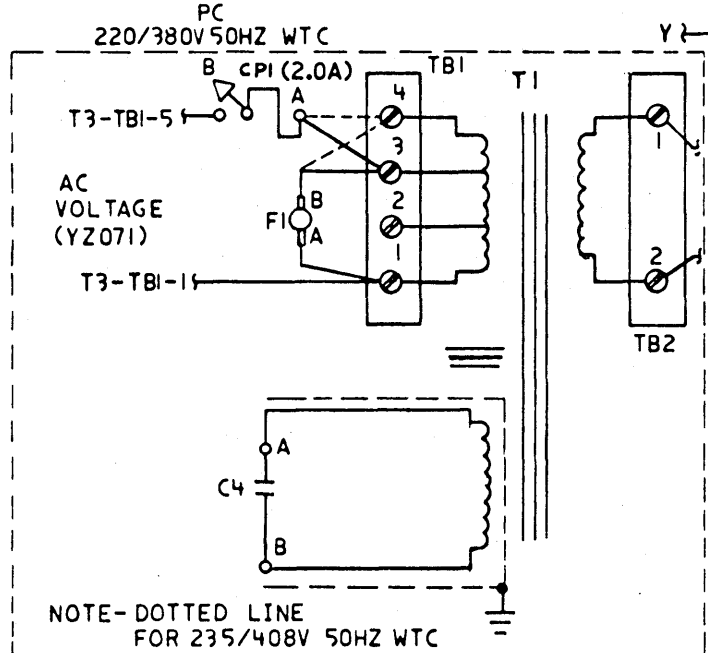 PC
220/380V 50HZ WTC
Y
B
CP1 (2.0A)
A
TB1
T1
T3-TB1-5
4
3
2
1
AC
VOLTAGE
(YZ071)
F1
B
A
T3-TB1-1
1
2
TB2
A
C4
B
NOTE-DOTTED LINE
FOR 235/408V 50HZ WTC